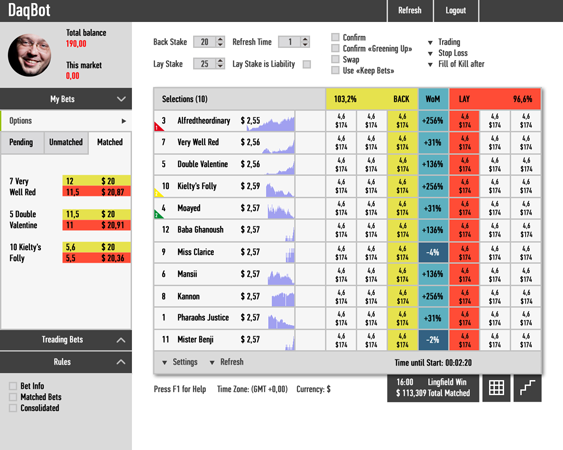 DaqBot
Refresh
Logout
Total balance
190,00
This market
0,00
Back Stake 20 Refresh Time 1
Lay Stake 25 Lay Stake is Liability
Confirm
Confirm «Greening Up»
Swap
Use «Keep Bets»
Trading
Stop Loss
Fill of Kill after
My Bets
Options
Pending Unmatched Matched
7 Very Well Red 12 $ 20
11,5 $ 20,87
5 Double Valentine 11,5 $ 20
11 $ 20,91
10 Kielty's Folly 5,6 $ 20
5,5 $ 20,36
Treading Bets
Rules
Bet Info
Matched Bets
Consolidated
Selections (10) 103,2% BACK WoM LAY 96,6%
3 Alfredtheordinary $ 2,55 4,6 $174 4,6 $174 4,6 $174 +256% 4,6 $174 4,6 $174 4,6 $174
7 Very Well Red $ 2,56 4,6 $174 4,6 $174 4,6 $174 +31% 4,6 $174 4,6 $174 4,6 $174
5 Double Valentine $ 2,56 4,6 $174 4,6 $174 4,6 $174 +136% 4,6 $174 4,6 $174 4,6 $174
10 Kielty's Folly $ 2,59 4,6 $174 4,6 $174 4,6 $174 +256% 4,6 $174 4,6 $174 4,6 $174
4 Moayed $ 2,57 4,6 $174 4,6 $174 4,6 $174 +31% 4,6 $174 4,6 $174 4,6 $174
12 Baba Ghanoush $ 2,57 4,6 $174 4,6 $174 4,6 $174 +136% 4,6 $174 4,6 $174 4,6 $174
9 Miss Clarice $ 2,57 4,6 $174 4,6 $174 4,6 $174 -4% 4,6 $174 4,6 $174 4,6 $174
6 Mansii $ 2,57 4,6 $174 4,6 $174 4,6 $174 +136% 4,6 $174 4,6 $174 4,6 $174
8 Kannon $ 2,57 4,6 $174 4,6 $174 4,6 $174 +256% 4,6 $174 4,6 $174 4,6 $174
1 Pharaohs Justice $ 2,57 4,6 $174 4,6 $174 4,6 $174 +31% 4,6 $174 4,6 $174 4,6 $174
11 Mister Benji $ 2,57 4,6 $174 4,6 $174 4,6 $174 -2% 4,6 $174 4,6 $174 4,6 $174
Settings Refresh Time until Start: 00:02:20
Press F1 for Help Time Zone: (GMT +0,00) Currency: $
16:00 Lingfield Win
$ 113,309 Total Matched